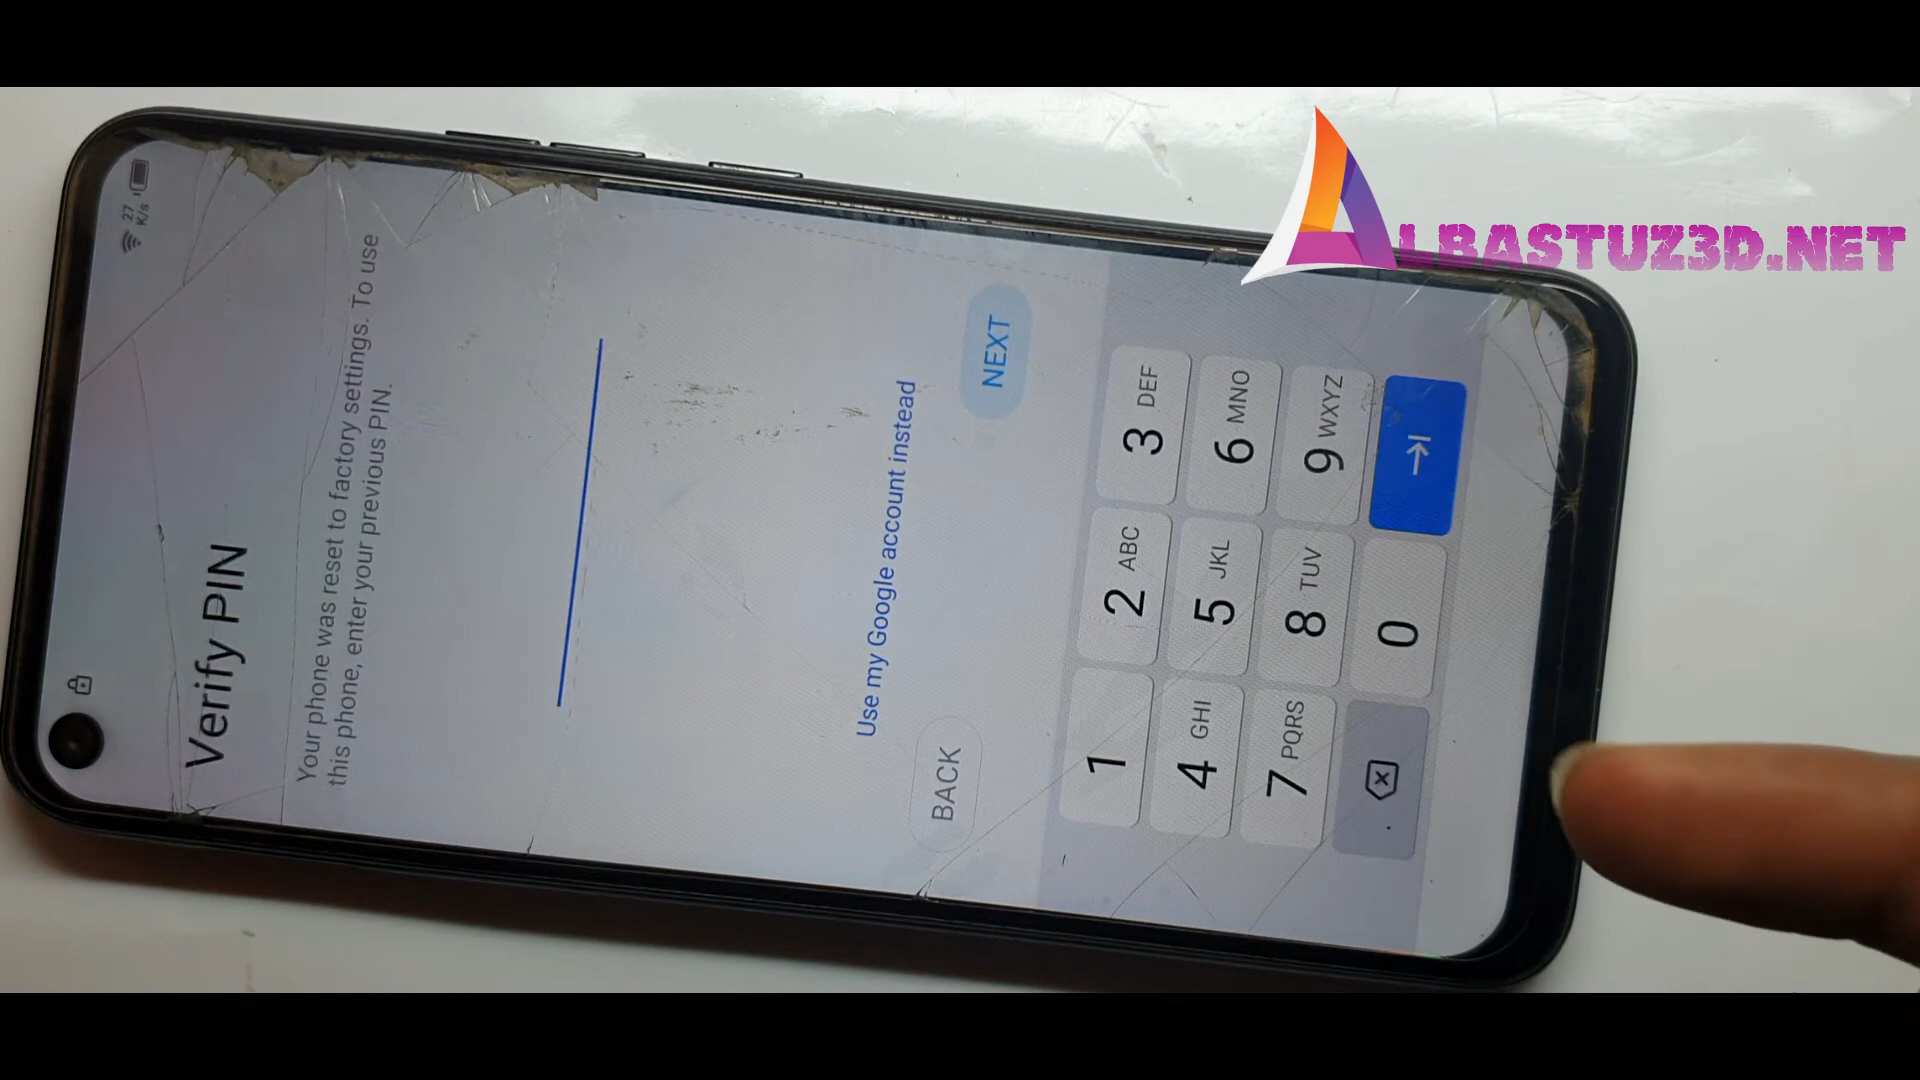 ALBASTUZ3D.NET
27
K/s
Verify PIN
Your phone was reset to factory settings. To use
this phone, enter your previous PIN.
Use my Google account instead
BACK
NEXT
1
2 ABC
3 DEF
4 GHI
5 JKL
6 MNO
7 PQRS
8 TUV
9 WXYZ
.
0